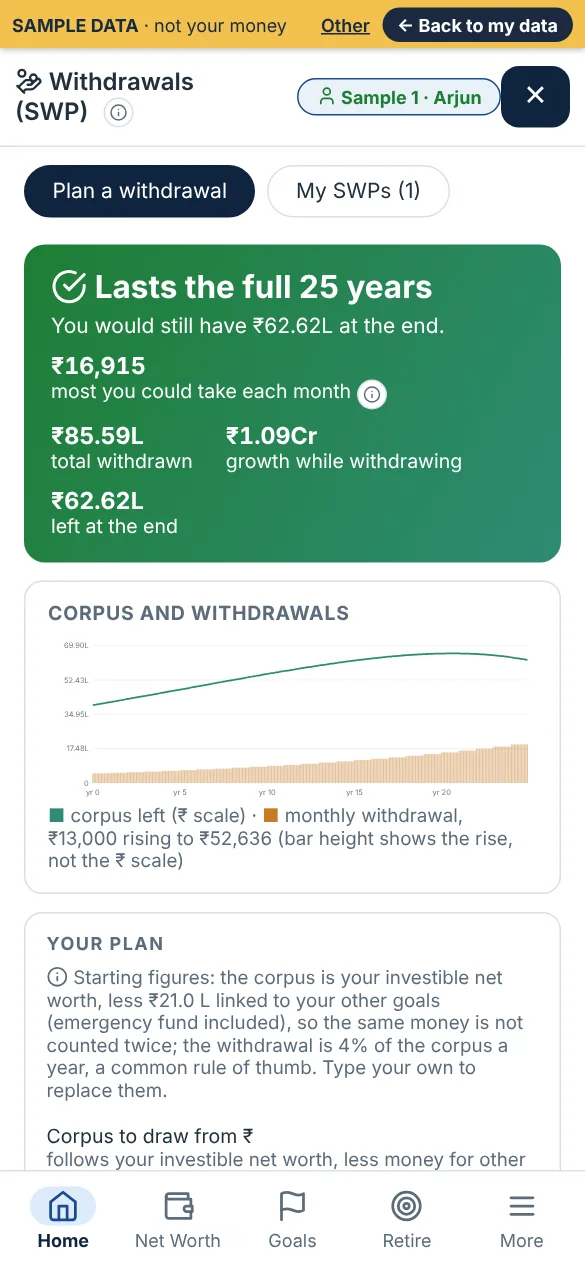 SAMPLE DATA · not your money Other ← Back to my data
Withdrawals
(SWP)
Sample 1 · Arjun
Plan a withdrawal My SWPs (1)
Lasts the full 25 years
You would still have ₹62.62L at the end.
₹16,915
most you could take each month
₹85.59L ₹1.09Cr
total withdrawn growth while withdrawing
₹62.62L
left at the end
CORPUS AND WITHDRAWALS
69.90L
52.43L
34.95L
17.48L
0
yr 0 yr 5 yr 10 yr 15 yr 20
corpus left (₹ scale) · monthly withdrawal,
₹13,000 rising to ₹52,636 (bar height shows the rise,
not the ₹ scale)
YOUR PLAN
Starting figures: the corpus is your investible net
worth, less ₹21.0 L linked to your other goals
(emergency fund included), so the same money is not
counted twice; the withdrawal is 4% of the corpus a
year, a common rule of thumb. Type your own to
replace them.
Corpus to draw from ₹
follows your investible net worth, less money for other
Home Net Worth Goals Retire More